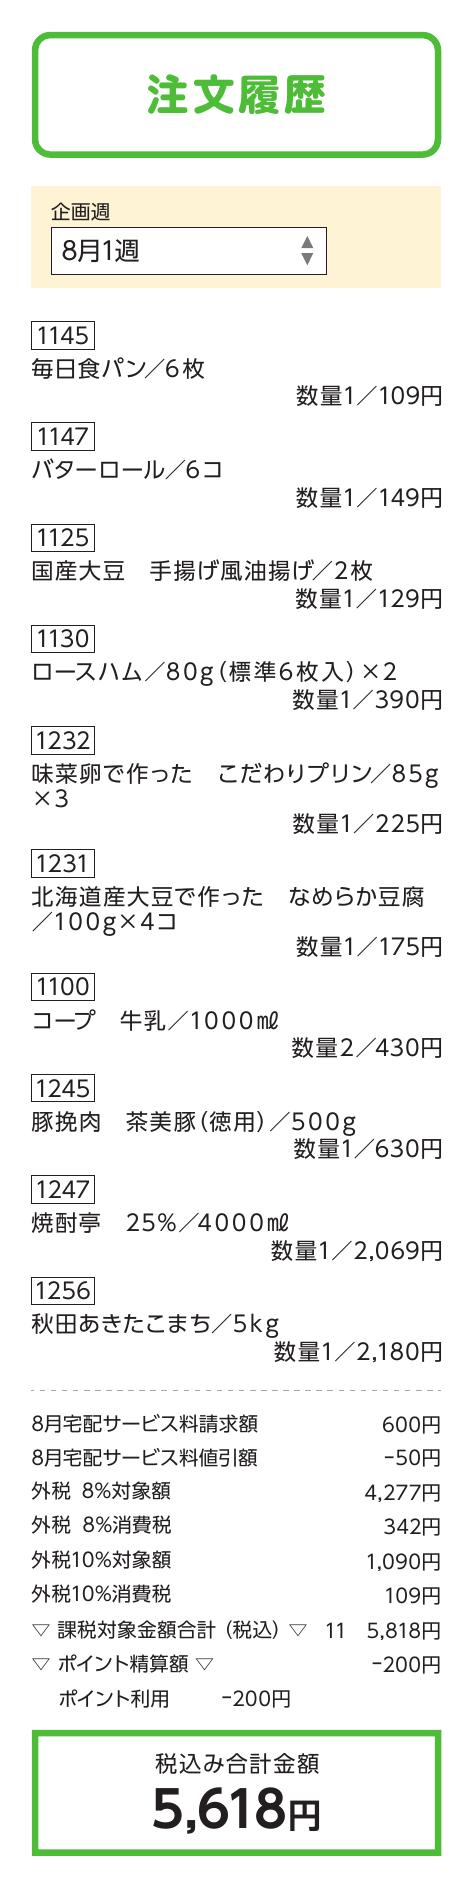 注文履歴
企画週
8月1週
1145
毎日食パン／6枚
数量1／109円
1147
バターロール／6コ
数量1／149円
1125
国産大豆　手揚げ風油揚げ／2枚
数量1／129円
1130
ロースハム／80g（標準6枚入）×2
数量1／390円
1232
味菜卵で作った　こだわりプリン／85g
×3
数量1／225円
1231
北海道産大豆で作った　なめらか豆腐
／100g×4コ
数量1／175円
1100
コープ　牛乳／1000㎖
数量2／430円
1245
豚挽肉　茶美豚（徳用）／500g
数量1／630円
1247
焼酎亭　25%／4000㎖
数量1／2,069円
1256
秋田あきたこまち／5kg
数量1／2,180円
8月宅配サービス料請求額 600円
8月宅配サービス料値引額 -50円
外税 8%対象額 4,277円
外税 8%消費税 342円
外税10%対象額 1,090円
外税10%消費税 109円
▽ 課税対象金額合計（税込）▽ 11 5,818円
▽ ポイント精算額 ▽ -200円
ポイント利用 -200円
税込み合計金額
5,618円